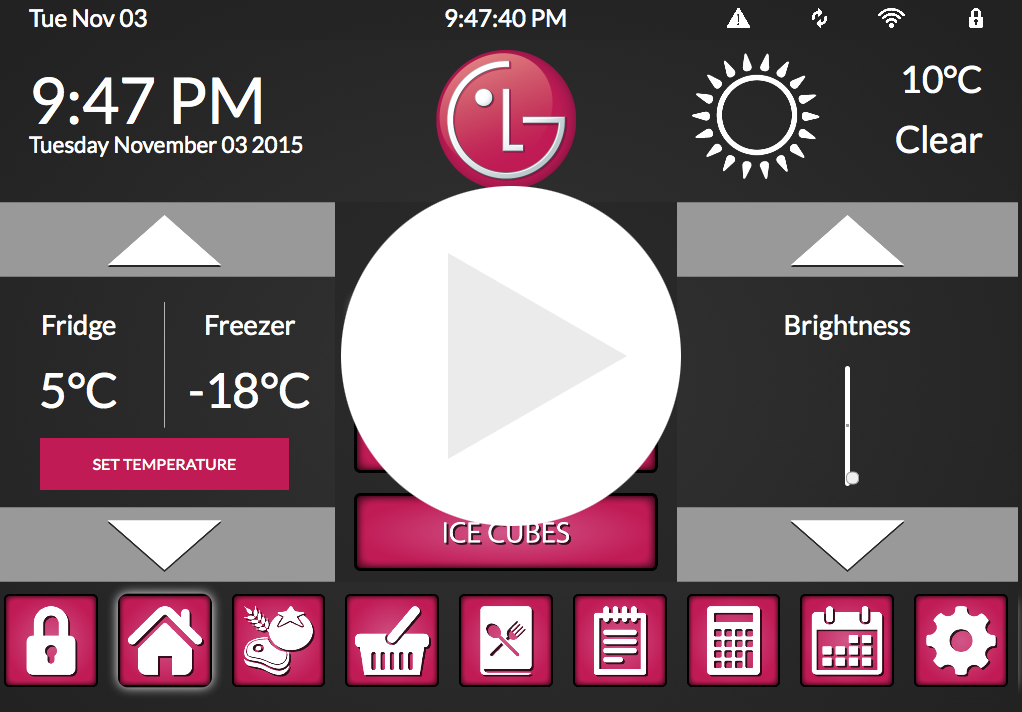 Tue Nov 03
9:47:40 PM
9:47 PM
Tuesday November 03 2015
LG
10°C
Clear
Fridge
5°C
Freezer
-18°C
SET TEMPERATURE
ICE CUBES
Brightness